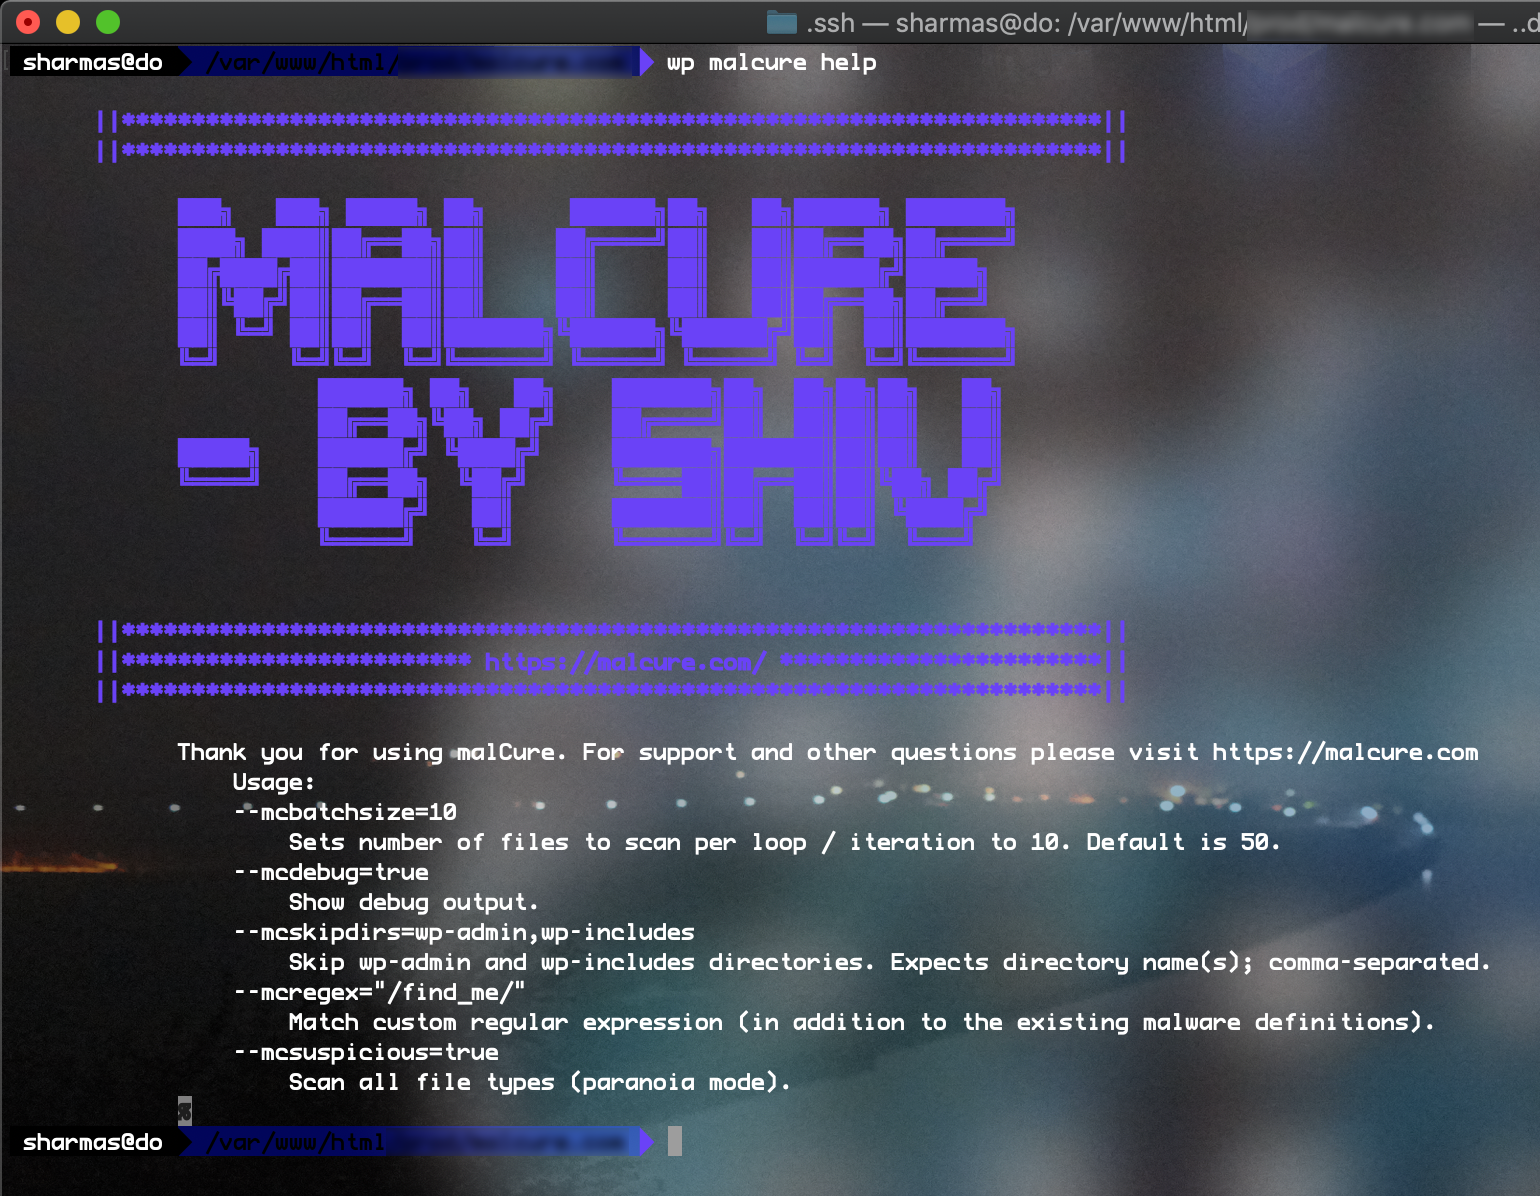 .ssh — sharmas@do: /var/www/html/ — ..d
sharmas@do /var/www/html/ wp malcure help
||**********************************************************************||
||**********************************************************************||
MALCURE
- BY SHIV
||**********************************************************************||
||************************* https://malcure.com/ ***********************||
||**********************************************************************||
Thank you for using malCure. For support and other questions please visit https://malcure.com
Usage:
--mcbatchsize=10
Sets number of files to scan per loop / iteration to 10. Default is 50.
--mcdebug=true
Show debug output.
--mcskipdirs=wp-admin,wp-includes
Skip wp-admin and wp-includes directories. Expects directory name(s); comma-separated.
--mcregex="/find_me/"
Match custom regular expression (in addition to the existing malware definitions).
--mcsuspicious=true
Scan all file types (paranoia mode).
%
sharmas@do /var/www/html